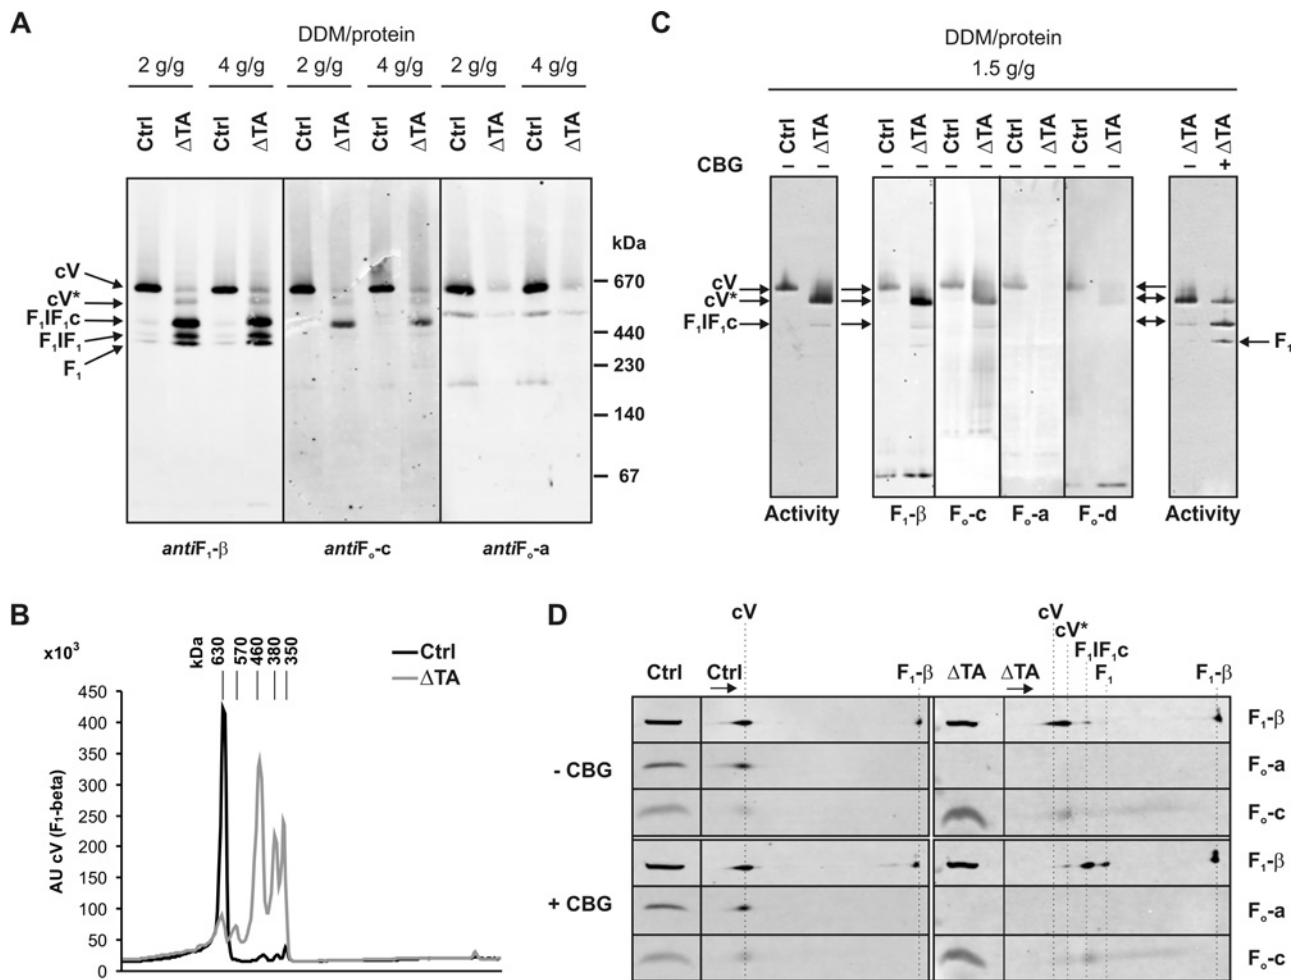 A
DDM/protein
2 g/g 4 g/g 2 g/g 4 g/g 2 g/g 4 g/g
Ctrl ΔTA Ctrl ΔTA Ctrl ΔTA Ctrl ΔTA Ctrl ΔTA Ctrl ΔTA
cV
cV*
F₁IF₁c
F₁IF₁
F₁
kDa
670
440
230
140
67
antiF₁-β antiFₒ-c antiFₒ-a
C
DDM/protein
1.5 g/g
Ctrl ΔTA Ctrl ΔTA Ctrl ΔTA Ctrl ΔTA Ctrl ΔTA ΔTA ΔTA
CBG – – – – – – – – – – – +
cV
cV*
F₁IF₁c
F₁
Activity F₁-β Fₒ-c Fₒ-a Fₒ-d Activity
B
x10³
kDa 630 570 460 380 350
Ctrl
ΔTA
AU cV (F₁-beta)
450
400
350
300
250
200
150
100
50
0
D
cV cV
cV*
F₁IF₁c
Ctrl Ctrl F₁-β ΔTA ΔTA F₁ F₁-β
F₁-β
- CBG Fₒ-a
Fₒ-c
F₁-β
+ CBG Fₒ-a
Fₒ-c